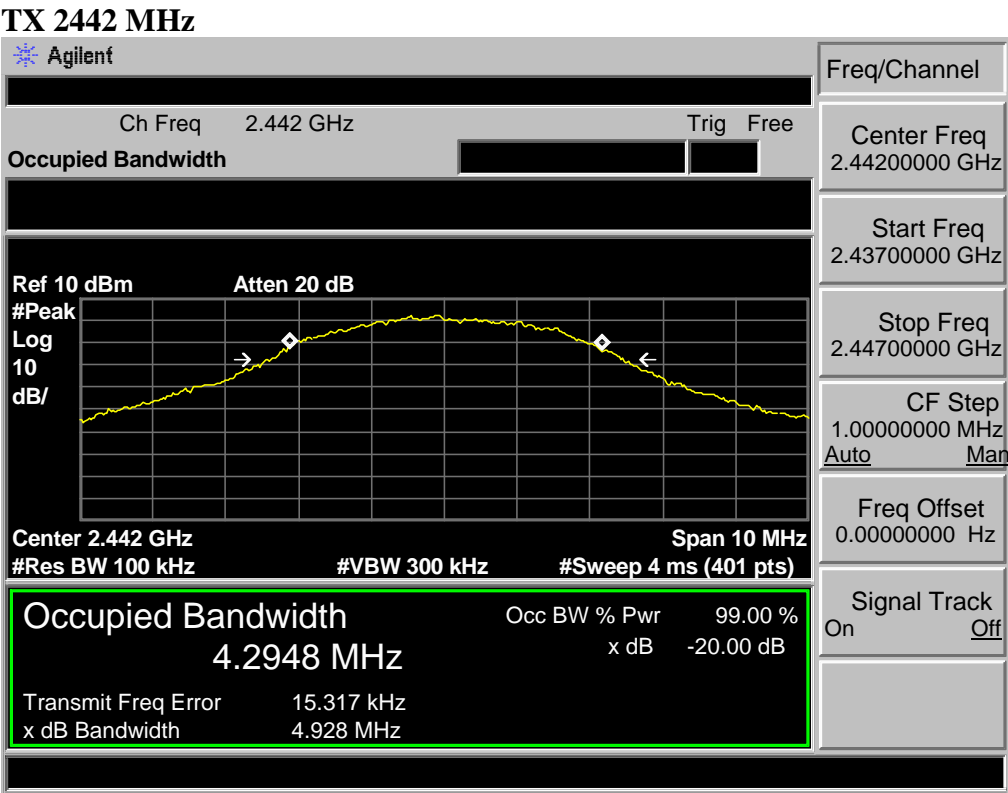 TX 2442 MHz
Agilent
Freq/Channel
Ch Freq 2.442 GHz Trig Free
Occupied Bandwidth
Center Freq
2.44200000 GHz
Start Freq
2.43700000 GHz
Ref 10 dBm Atten 20 dB
#Peak
Log
10
dB/
Stop Freq
2.44700000 GHz
CF Step
1.00000000 MHz
Auto Man
Center 2.442 GHz Span 10 MHz
#Res BW 100 kHz #VBW 300 kHz #Sweep 4 ms (401 pts)
Freq Offset
0.00000000 Hz
Occupied Bandwidth Occ BW % Pwr 99.00 %
4.2948 MHz x dB -20.00 dB
Transmit Freq Error 15.317 kHz
x dB Bandwidth 4.928 MHz
Signal Track
On Off